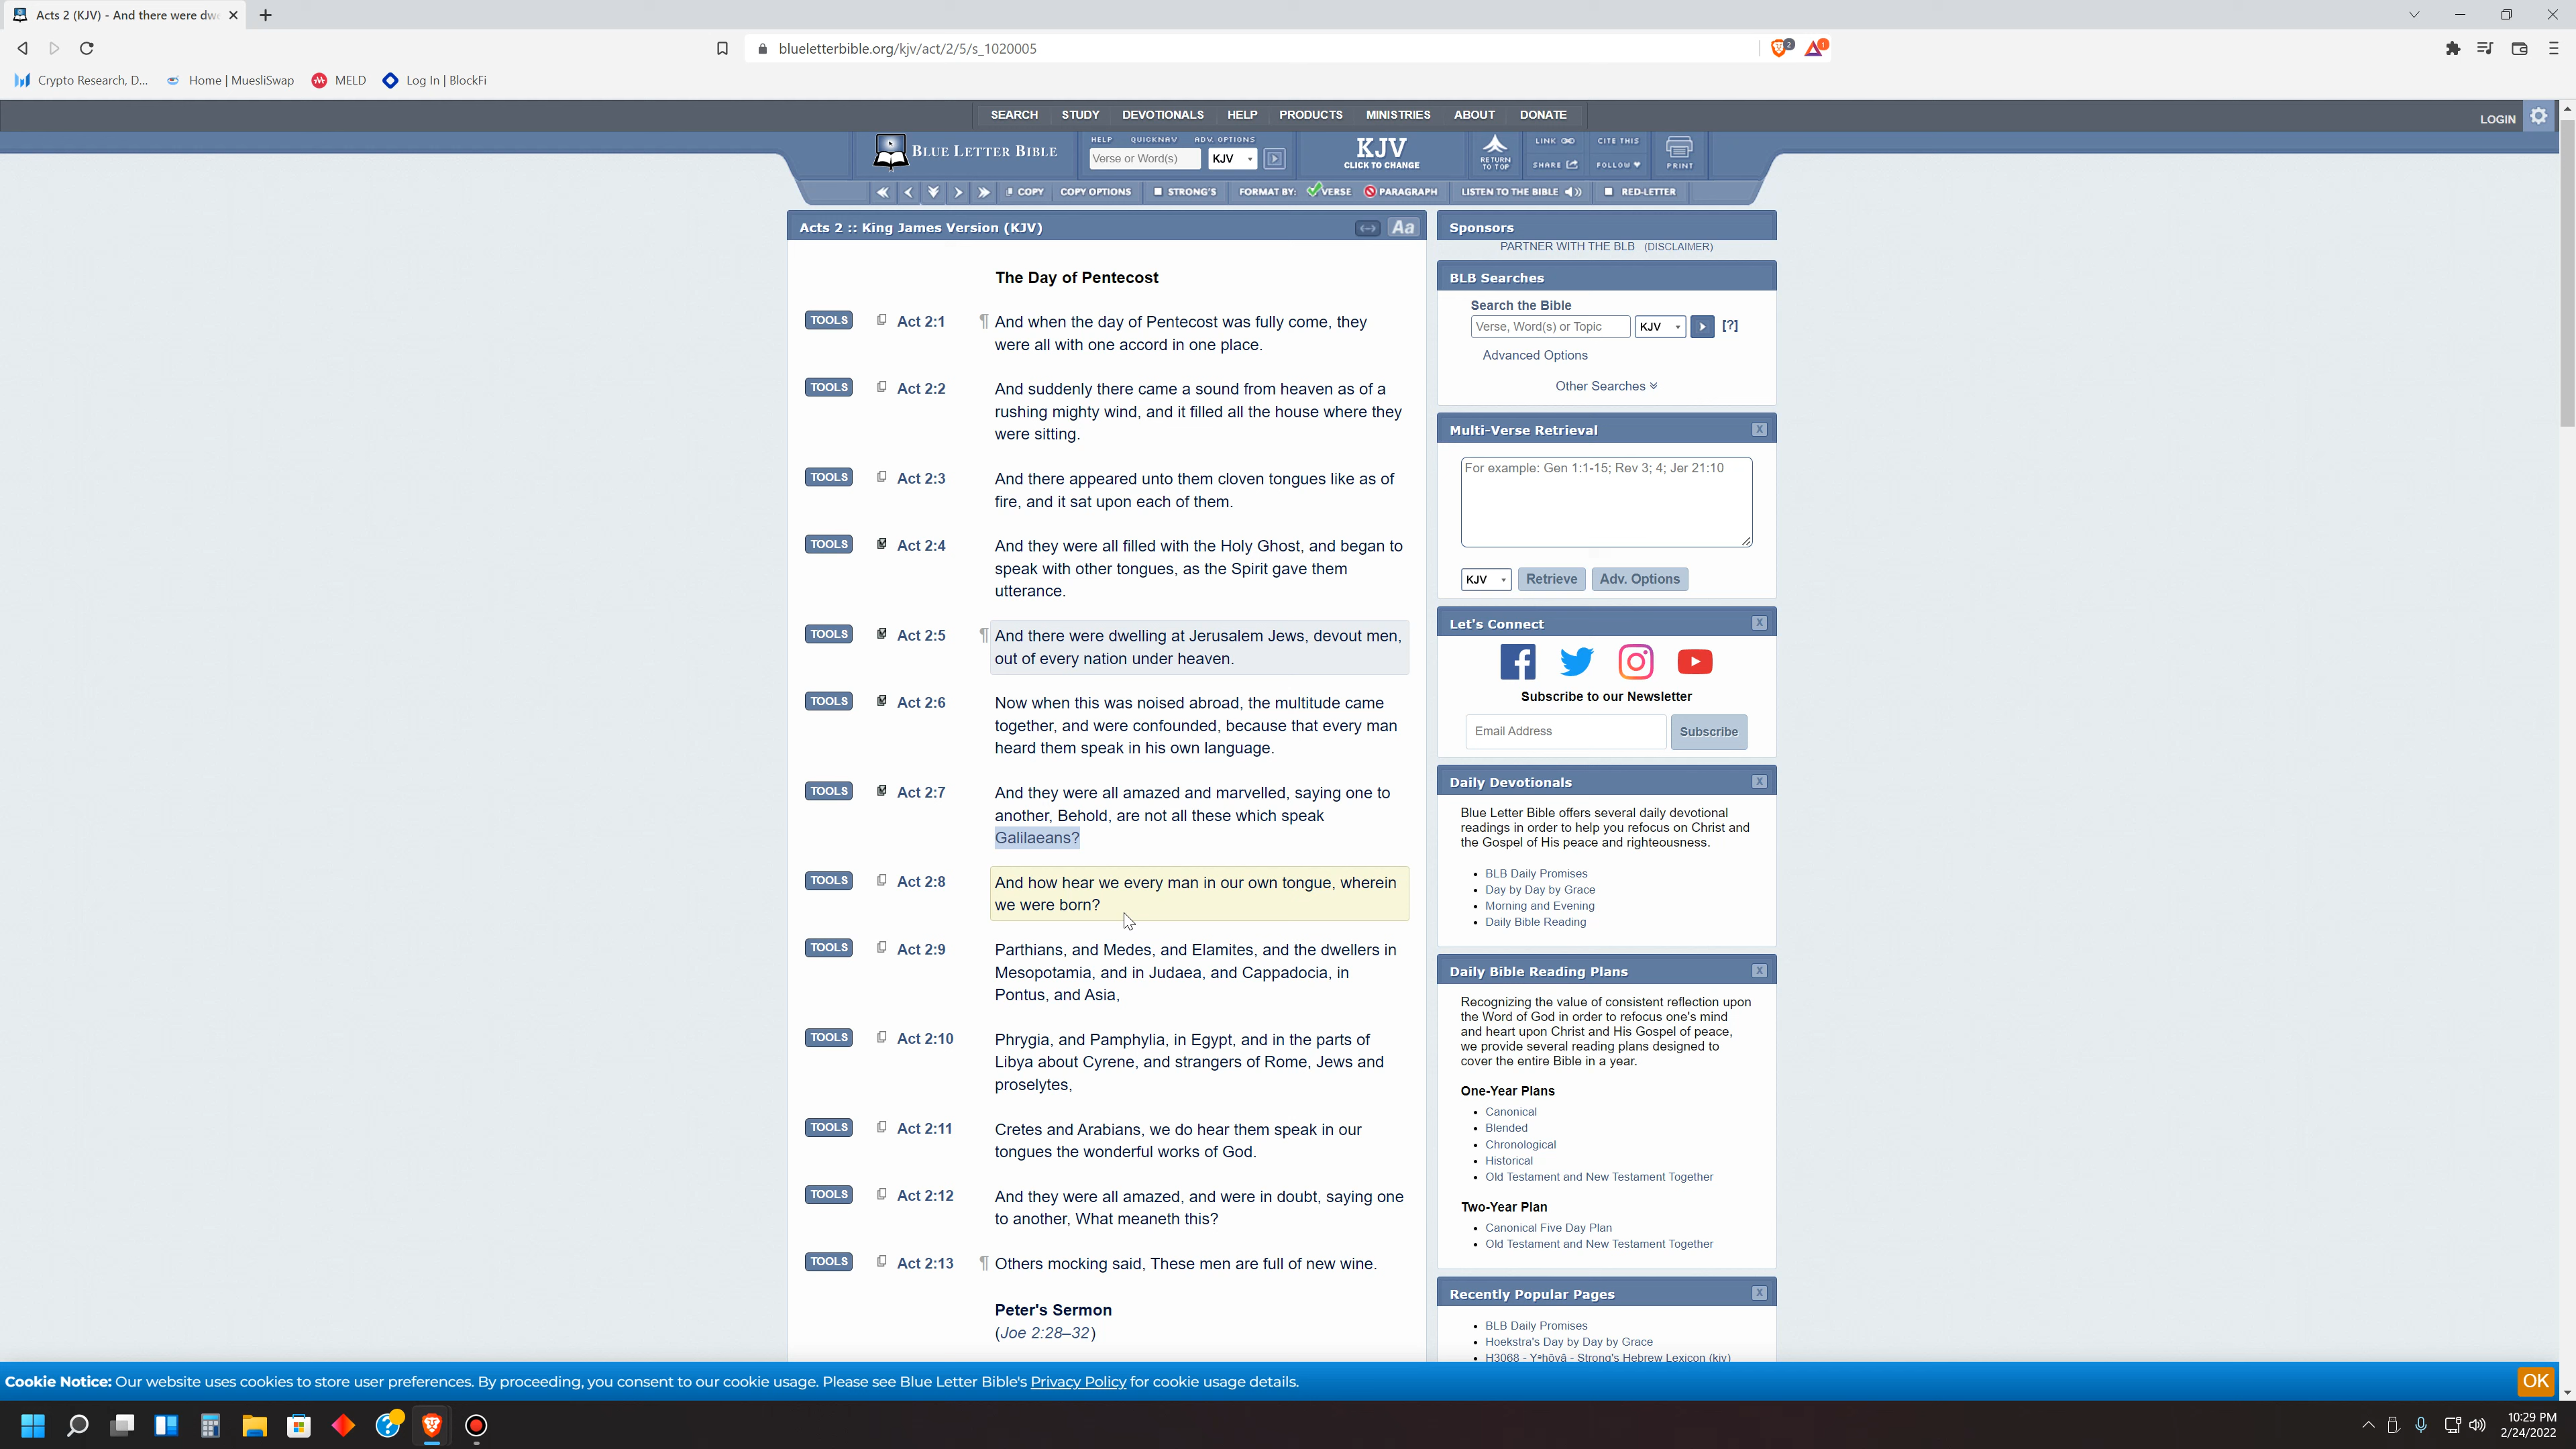 Acts 2 (KJV) - And there were dwe
blueletterbible.org/kjv/act/2/5/s_1020005
2
1
Crypto Research, D...
Home | MuesliSwap
MELD
Log In | BlockFi
SEARCH STUDY DEVOTIONALS HELP PRODUCTS MINISTRIES ABOUT DONATE
LOGIN
BLUE LETTER BIBLE
HELP QUICKNAV ADV. OPTIONS
Verse or Word(s) KJV
KJV
CLICK TO CHANGE
RETURN TO TOP
LINK CITE THIS
SHARE FOLLOW
PRINT
COPY COPY OPTIONS STRONG'S FORMAT BY: VERSE PARAGRAPH LISTEN TO THE BIBLE RED-LETTER
Acts 2 :: King James Version (KJV)
Aa
The Day of Pentecost
TOOLS Act 2:1 ¶ And when the day of Pentecost was fully come, they
were all with one accord in one place.
TOOLS Act 2:2 And suddenly there came a sound from heaven as of a
rushing mighty wind, and it filled all the house where they
were sitting.
TOOLS Act 2:3 And there appeared unto them cloven tongues like as of
fire, and it sat upon each of them.
TOOLS Act 2:4 And they were all filled with the Holy Ghost, and began to
speak with other tongues, as the Spirit gave them
utterance.
TOOLS Act 2:5 ¶ And there were dwelling at Jerusalem Jews, devout men,
out of every nation under heaven.
TOOLS Act 2:6 Now when this was noised abroad, the multitude came
together, and were confounded, because that every man
heard them speak in his own language.
TOOLS Act 2:7 And they were all amazed and marvelled, saying one to
another, Behold, are not all these which speak
Galilaeans?
TOOLS Act 2:8 And how hear we every man in our own tongue, wherein
we were born?
TOOLS Act 2:9 Parthians, and Medes, and Elamites, and the dwellers in
Mesopotamia, and in Judaea, and Cappadocia, in
Pontus, and Asia,
TOOLS Act 2:10 Phrygia, and Pamphylia, in Egypt, and in the parts of
Libya about Cyrene, and strangers of Rome, Jews and
proselytes,
TOOLS Act 2:11 Cretes and Arabians, we do hear them speak in our
tongues the wonderful works of God.
TOOLS Act 2:12 And they were all amazed, and were in doubt, saying one
to another, What meaneth this?
TOOLS Act 2:13 ¶ Others mocking said, These men are full of new wine.
Peter's Sermon
(Joe 2:28–32)
Sponsors
PARTNER WITH THE BLB (DISCLAIMER)
BLB Searches
Search the Bible
Verse, Word(s) or Topic KJV [?]
Advanced Options
Other Searches
Multi-Verse Retrieval X
For example: Gen 1:1-15; Rev 3; 4; Jer 21:10
KJV Retrieve Adv. Options
Let's Connect X
Subscribe to our Newsletter
Email Address Subscribe
Daily Devotionals X
Blue Letter Bible offers several daily devotional
readings in order to help you refocus on Christ and
the Gospel of His peace and righteousness.
• BLB Daily Promises
• Day by Day by Grace
• Morning and Evening
• Daily Bible Reading
Daily Bible Reading Plans X
Recognizing the value of consistent reflection upon
the Word of God in order to refocus one's mind
and heart upon Christ and His Gospel of peace,
we provide several reading plans designed to
cover the entire Bible in a year.
One-Year Plans
• Canonical
• Blended
• Chronological
• Historical
• Old Testament and New Testament Together
Two-Year Plan
• Canonical Five Day Plan
• Old Testament and New Testament Together
Recently Popular Pages X
• BLB Daily Promises
• Hoekstra's Day by Day by Grace
• H3068 - Yᵊhōvâ - Strong's Hebrew Lexicon (kjv)
Cookie Notice: Our website uses cookies to store user preferences. By proceeding, you consent to our cookie usage. Please see Blue Letter Bible's Privacy Policy for cookie usage details.
OK
10:29 PM
2/24/2022